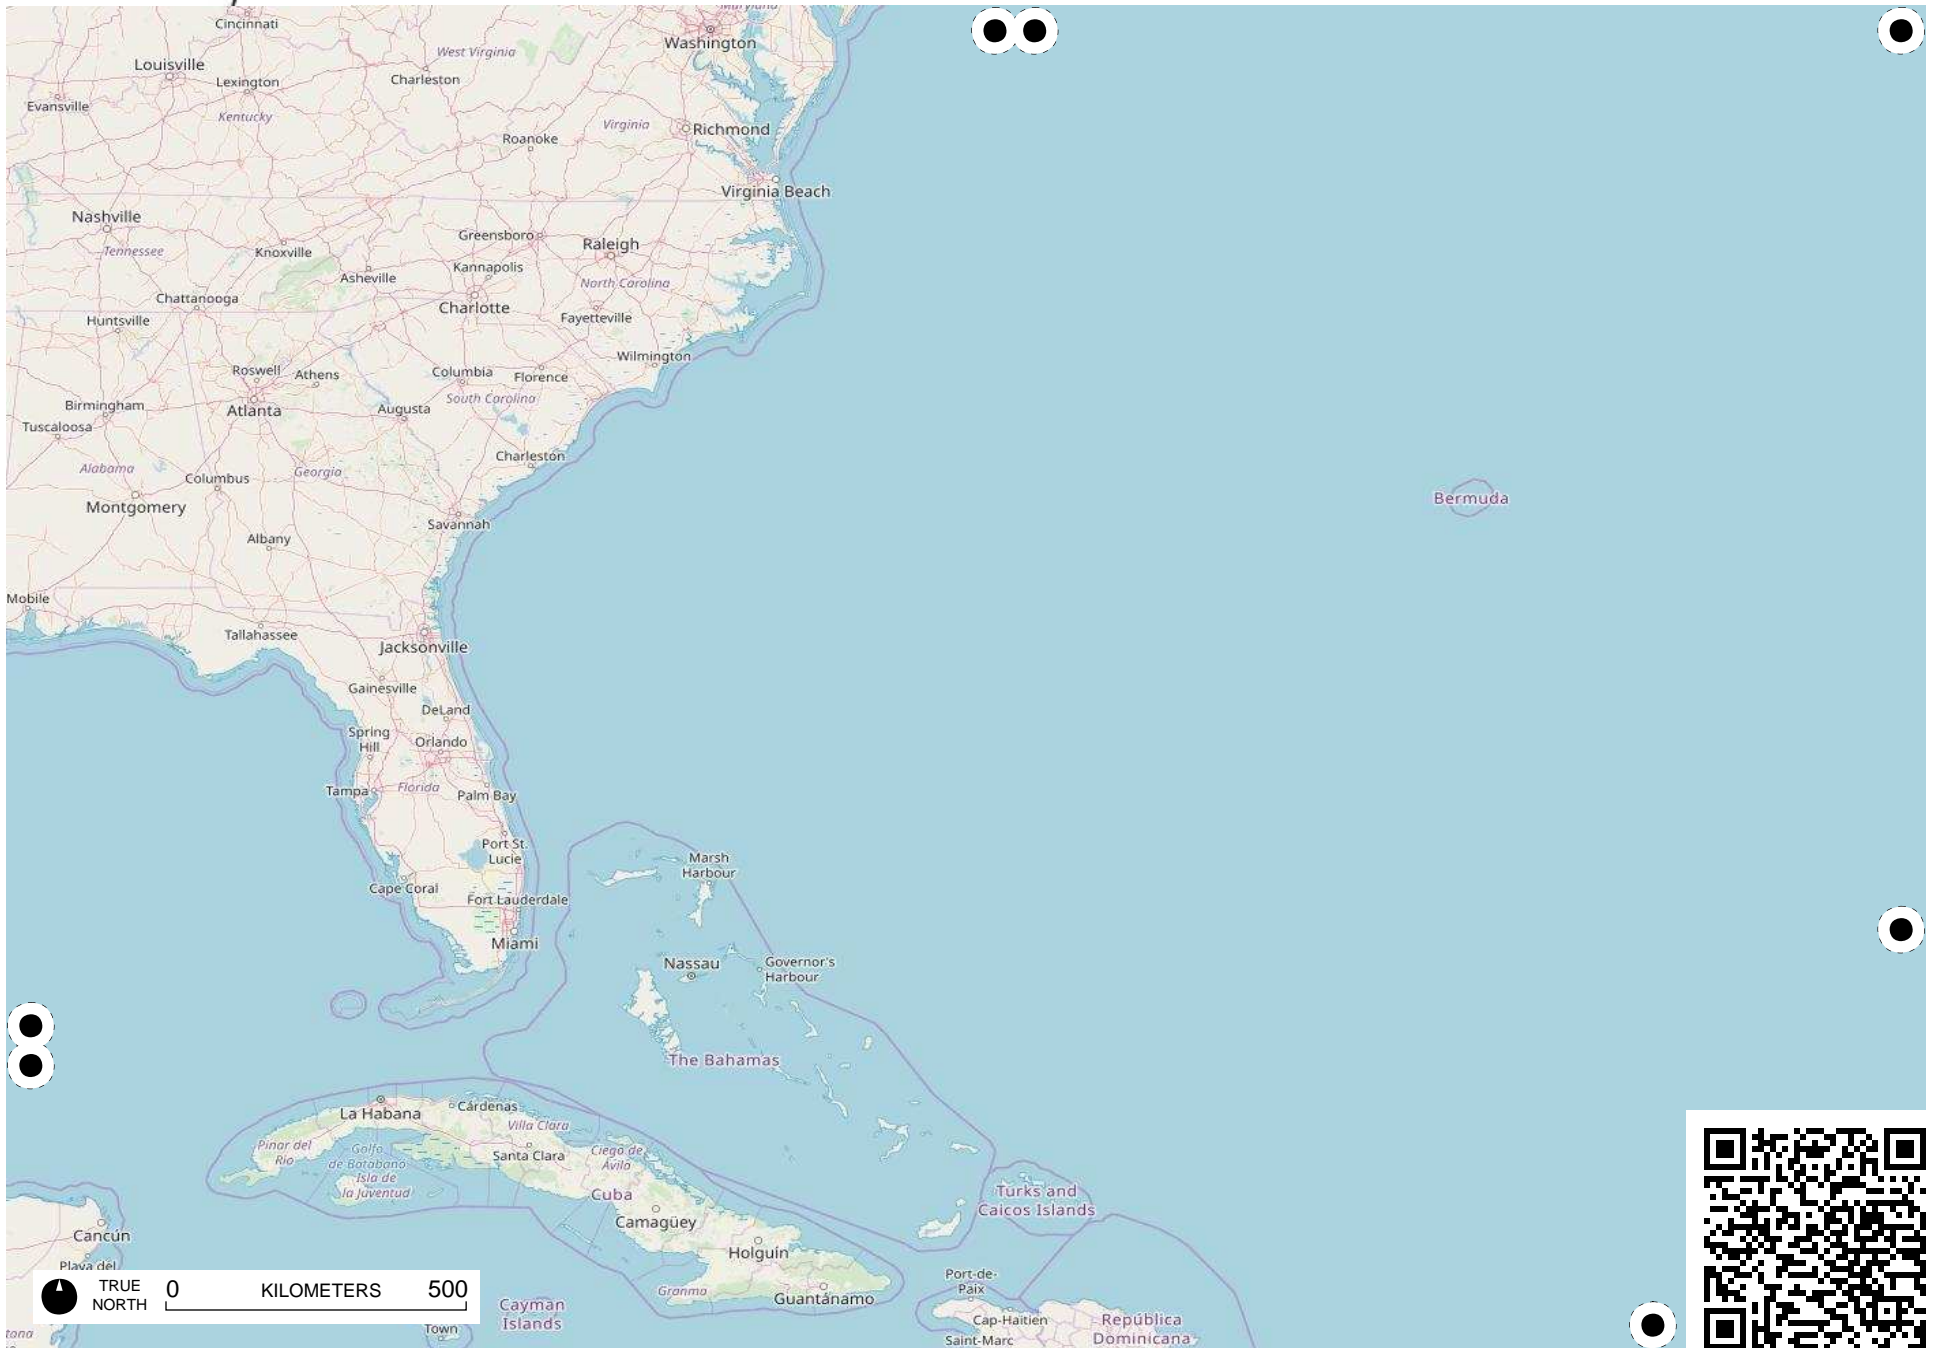 Maryland
Cincinnati
Washington
West Virginia
Louisville
Lexington
Charleston
Evansville
Kentucky
Virginia
Richmond
Roanoke
Virginia Beach
Nashville
Greensboro
Raleigh
Tennessee
Knoxville
Asheville
Kannapolis
North Carolina
Chattanooga
Charlotte
Fayetteville
Huntsville
Wilmington
Roswell
Athens
Columbia
Florence
South Carolina
Birmingham
Atlanta
Augusta
Tuscaloosa
Charleston
Alabama
Georgia
Columbus
Montgomery
Savannah
Bermuda
Albany
Mobile
Tallahassee
Jacksonville
Gainesville
DeLand
Spring
Hill
Orlando
Tampa
Florida
Palm Bay
Port St.
Lucie
Marsh
Harbour
Cape Coral
Fort Lauderdale
Miami
Nassau
Governor's
Harbour
The Bahamas
La Habana
Cárdenas
Villa Clara
Pinar del
Río
Golfo
de Batabanó
Santa Clara
Ciego de
Ávila
Isla de
la Juventud
Cuba
Camagüey
Turks and
Caicos Islands
Cancún
Playa del
Holguín
Granma
Guantánamo
Port-de-
Paix
TRUE
NORTH
0 KILOMETERS 500
Cayman
Islands
Town
Cap-Haïtien
Saint-Marc
República
Dominicana